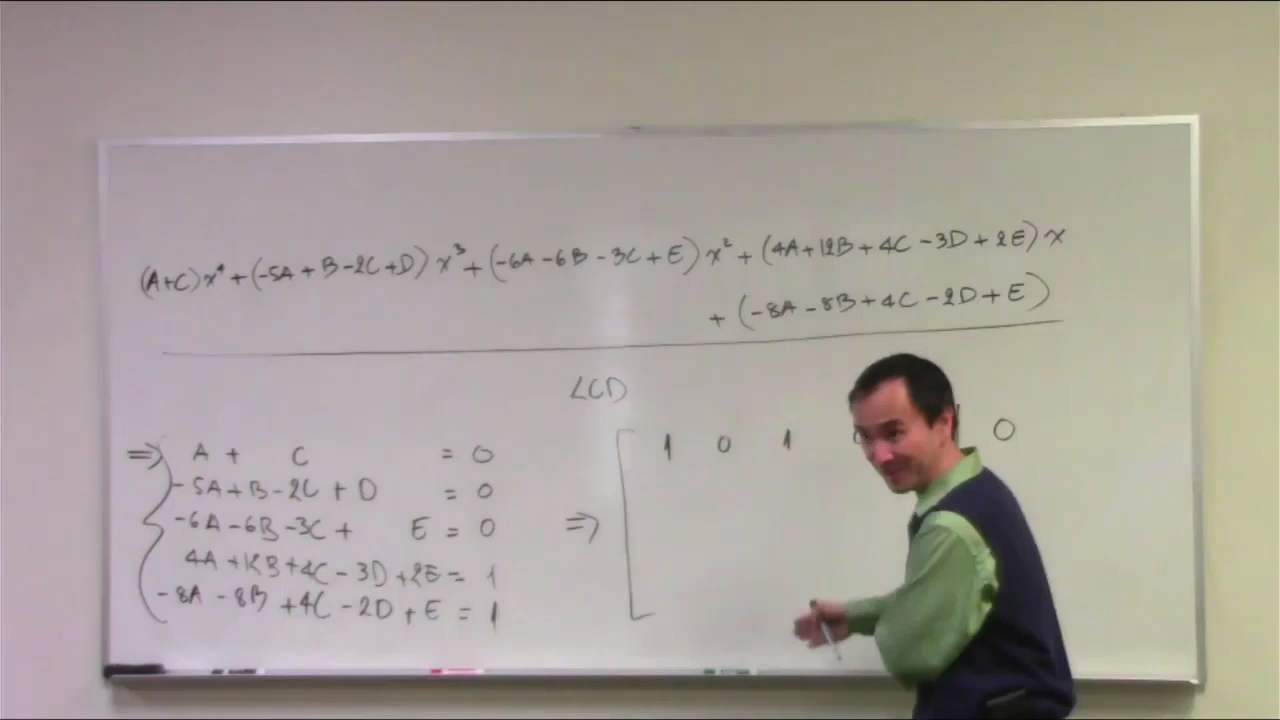 (A+C)x⁴+(-5A+B-2C+D)x³+(-6A-6B-3C+E)x²+(4A+12B+4C-3D+2E)x
+(-8A-8B+4C-2D+E)
LCD
⇒ A + C = 0
-5A+B-2C+D = 0
-6A-6B-3C+ E = 0
4A+12B+4C-3D+2E = 1
-8A-8B+4C-2D+E = 1
⇒ [ 1 0 1 0